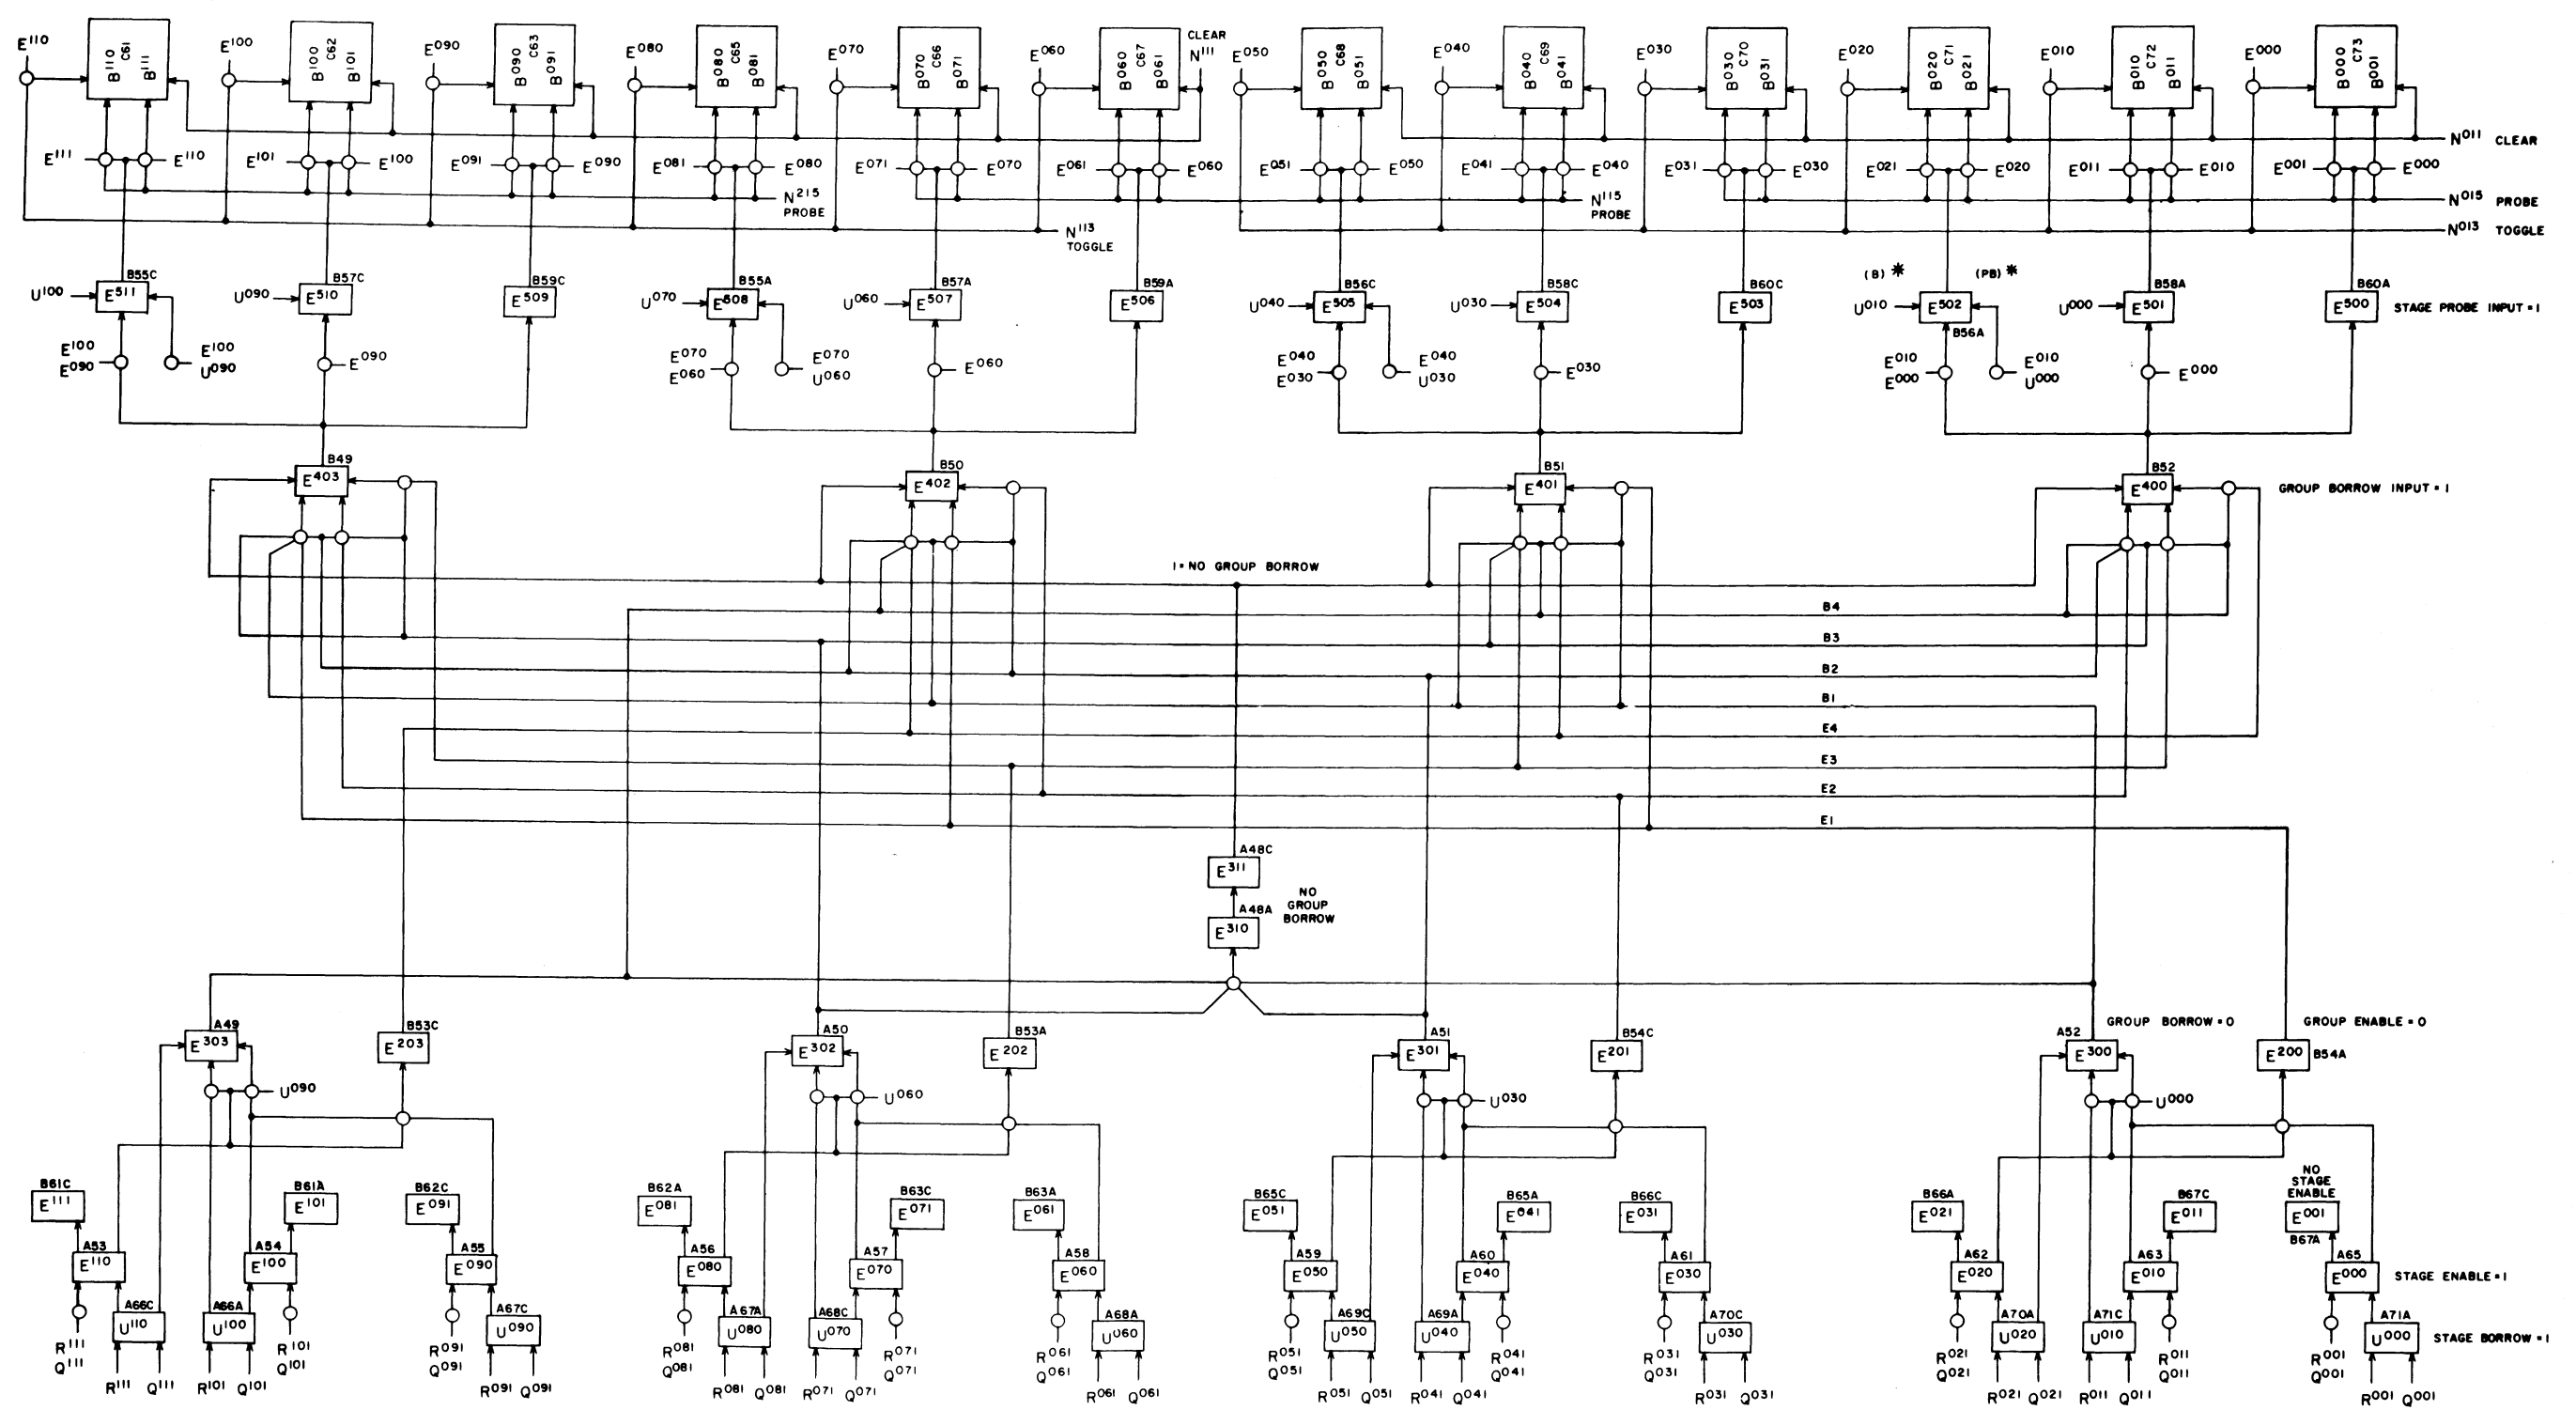 E110 B110 C61 B111 E100 B100 C62 B101 E090 B090 C63 B091 E080 B080 C65 B081 E070 B070 C66 B071 E060 B060 C67 B061 CLEAR N111 E050 B050 C68 B051 E040 B040 C69 B041 E030 B030 C70 B031 E020 B020 C71 B021 E010 B010 C72 B011 E000 B000 C73 B001
N011 CLEAR
E111 E110 E101 E100 E091 E090 E081 E080 E071 E070 E061 E060 E051 E050 E041 E040 E031 E030 E021 E020 E011 E010 E001 E000
N215 PROBE
N115 PROBE
N015 PROBE
N113 TOGGLE
N013 TOGGLE
(B) * (PB) *
B55C B57C B59C B55A B57A B59A B56C B58C B60C B58A B60A
U100 E511 U090 E510 E509 U070 E508 U060 E507 E506 U040 E505 U030 E504 E503 U010 E502 U000 E501 E500 STAGE PROBE INPUT = 1
B56A
E100 E100 E070 E070 E040 E040 E010 E010
E090 U090 E090 E060 U060 E060 E030 U030 E030 E000 U000 E000
B49 B50 B51 B52
E403 E402 E401 E400 GROUP BORROW INPUT = 1
1 = NO GROUP BORROW
B4
B3
B2
B1
E4
E3
E2
E1
A48C
E311
NO
GROUP
BORROW
A48A
E310
A49 B53C A50 B53A A51 B54C A52 GROUP BORROW = 0 GROUP ENABLE = 0
E303 E203 E302 E202 E301 E201 E300 E200 B54A
U090 U060 U030 U000
NO
STAGE
ENABLE
B61C B61A B62C B62A B63C B63A B65C B65A B66C B66A B67C
E111 E101 E091 E081 E071 E061 E051 E041 E031 E021 E011 E001
B67A
A53 A54 A55 A56 A57 A58 A59 A60 A61 A62 A63 A65
E110 E100 E090 E080 E070 E060 E050 E040 E030 E020 E010 E000 STAGE ENABLE = 1
A66C A66A A67C A67A A68C A68A A69C A69A A70C A70A A71C A71A
U110 U100 U090 U080 U070 U060 U050 U040 U030 U020 U010 U000 STAGE BORROW = 1
R111 R101 R091 R081 R071 R061 R051 R041 R031 R021 R011 R001
Q111 Q101 Q091 Q081 Q071 Q061 Q051 Q041 Q031 Q021 Q011 Q001
R111 Q111 R101 Q101 R091 Q091 R081 Q081 R071 Q071 R061 Q061 R051 Q051 R041 Q041 R031 Q031 R021 Q021 R011 Q011 R001 Q001